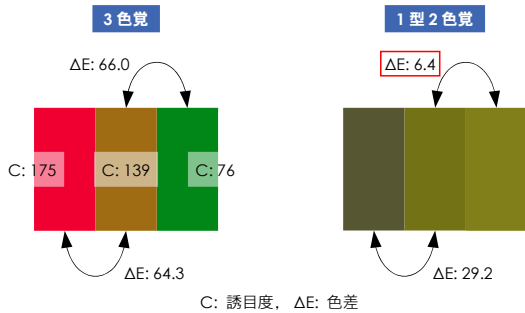 3色覚
1型2色覚
ΔE: 66.0
ΔE: 6.4
C: 175
C: 139
C: 76
ΔE: 64.3
ΔE: 29.2
C: 誘目度， ΔE: 色差